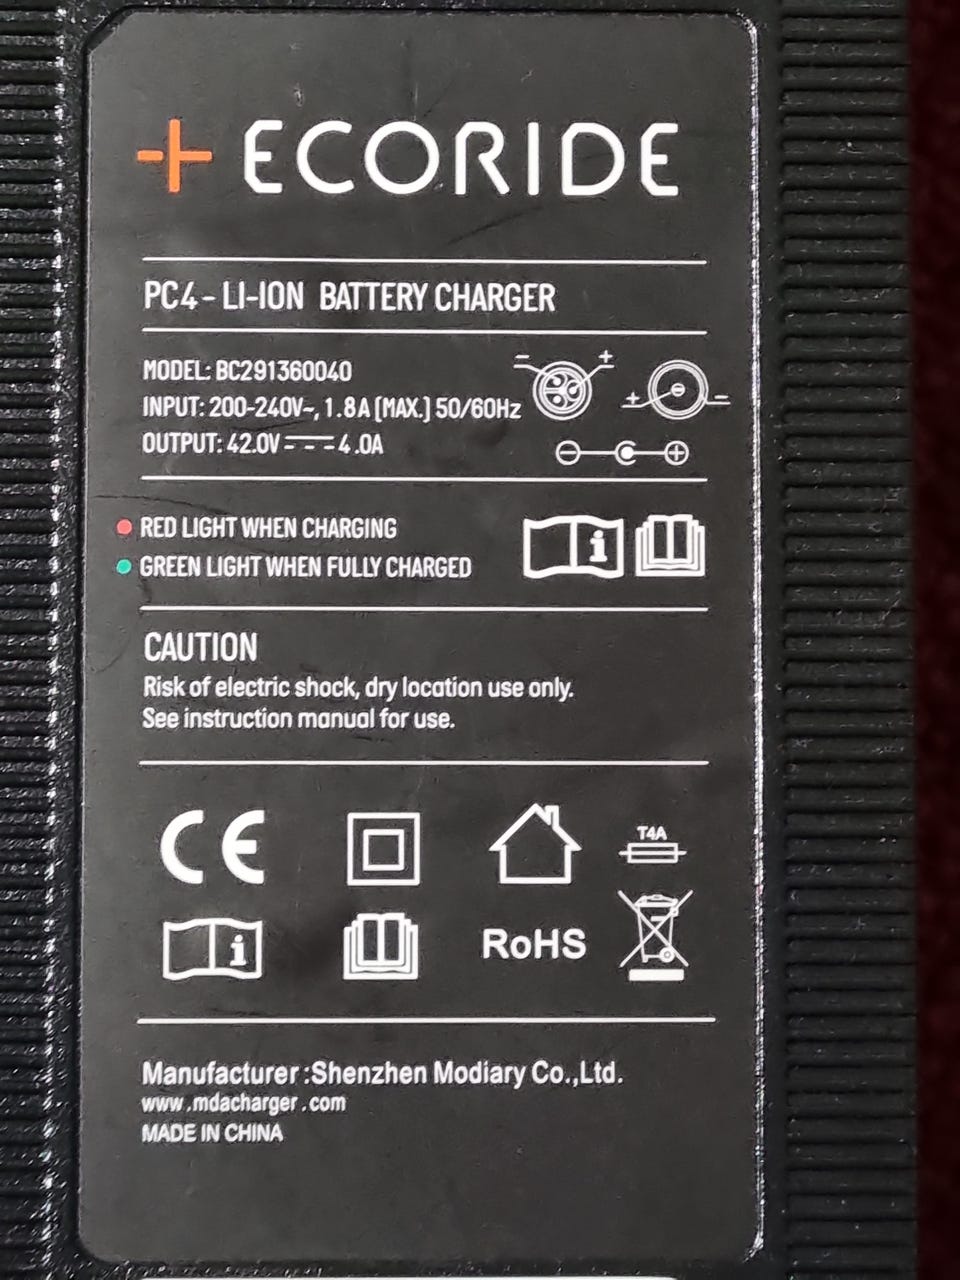 ECORIDE
PC4 - LI-ION BATTERY CHARGER
MODEL: BC291360040
INPUT: 200-240V~, 1.8A [MAX.] 50/60Hz
OUTPUT: 42.0V⎓4.0A
RED LIGHT WHEN CHARGING
GREEN LIGHT WHEN FULLY CHARGED
CAUTION
Risk of electric shock, dry location use only.
See instruction manual for use.
CE
T4A
RoHS
Manufacturer :Shenzhen Modiary Co.,Ltd.
www.mdacharger.com
MADE IN CHINA